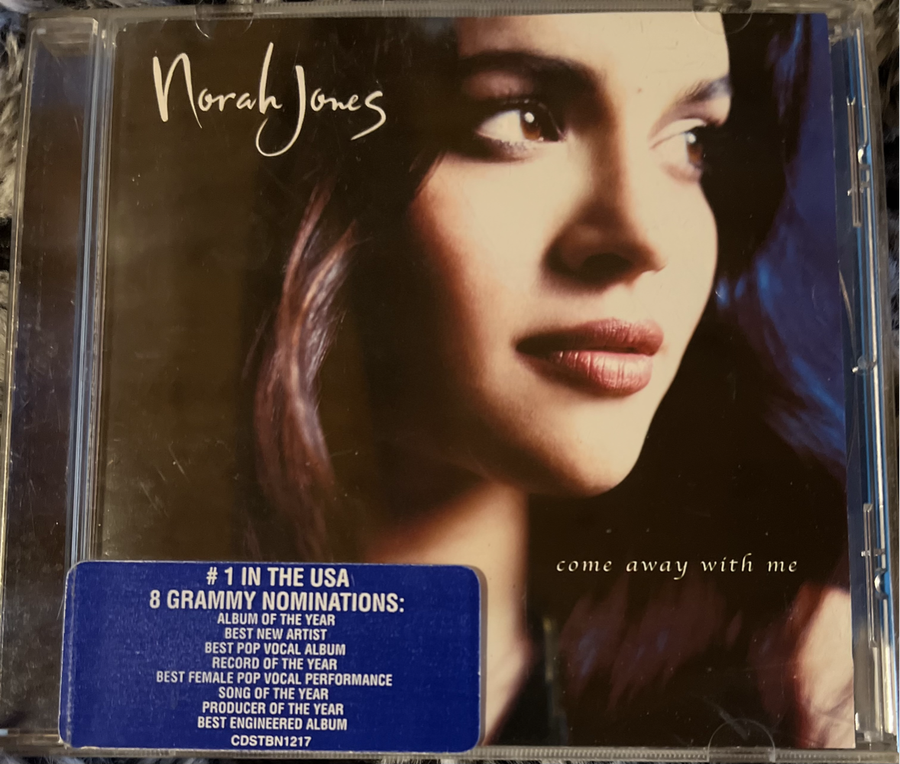 Norah Jones
come away with me
# 1 IN THE USA
8 GRAMMY NOMINATIONS:
ALBUM OF THE YEAR
BEST NEW ARTIST
BEST POP VOCAL ALBUM
RECORD OF THE YEAR
BEST FEMALE POP VOCAL PERFORMANCE
SONG OF THE YEAR
PRODUCER OF THE YEAR
BEST ENGINEERED ALBUM
CDSTBN1217